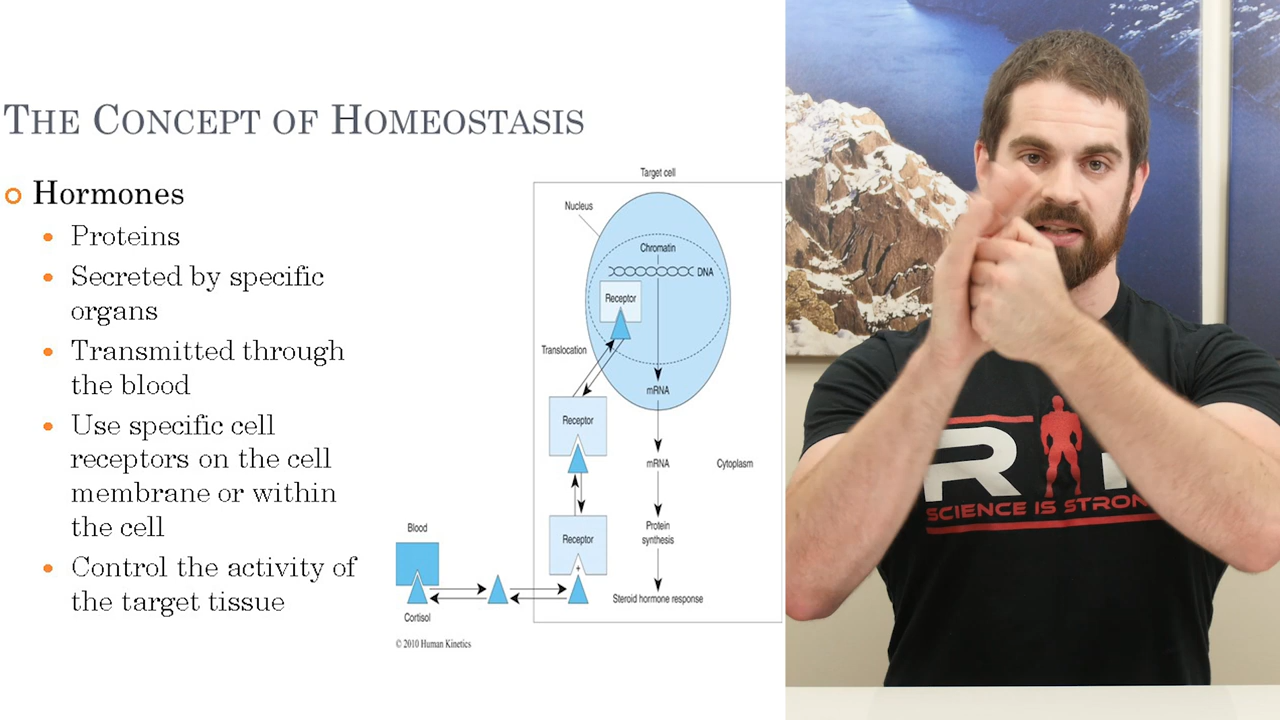 THE CONCEPT OF HOMEOSTASIS
Hormones
Proteins
Secreted by specific
organs
Transmitted through
the blood
Use specific cell
receptors on the cell
membrane or within
the cell
Control the activity of
the target tissue
Target cell
Nucleus
Chromatin
DNA
Receptor
Translocation
mRNA
Receptor
mRNA
Cytoplasm
Receptor
+
Protein
synthesis
Steroid hormone response
Blood
Cortisol
© 2010 Human Kinetics
R
SCIENCE IS STRON